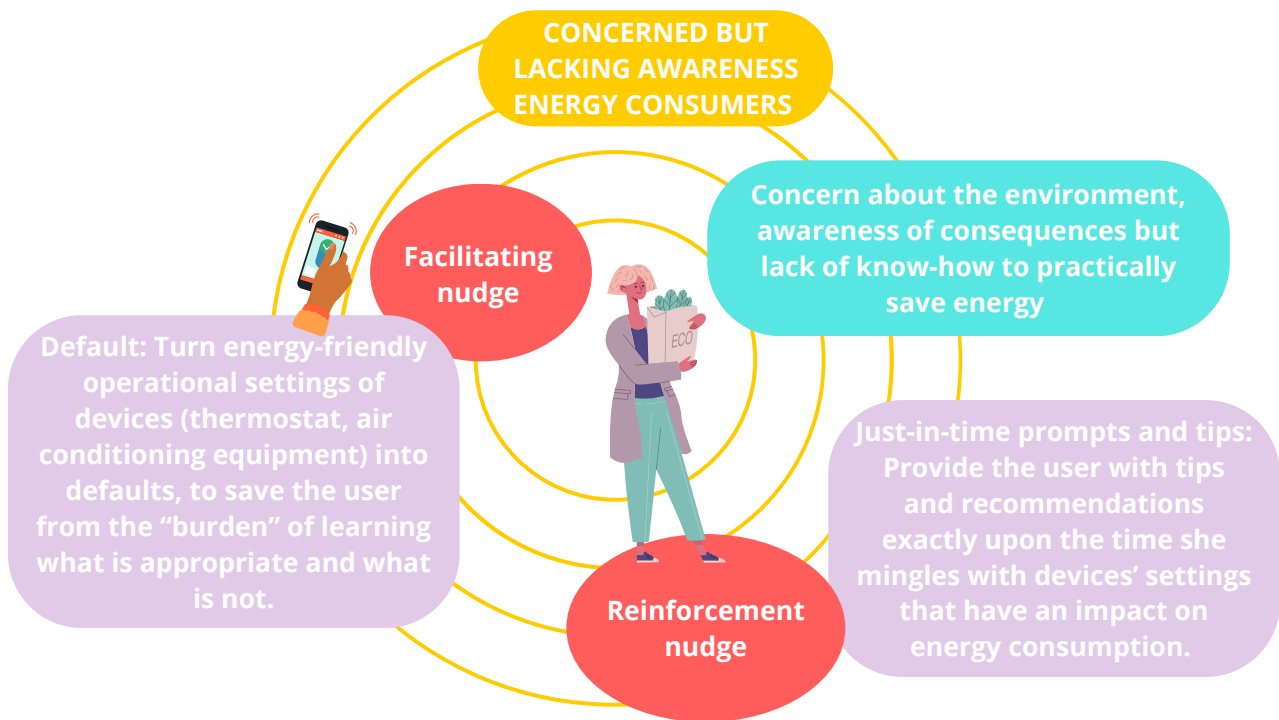 CONCERNED BUT
LACKING AWARENESS
ENERGY CONSUMERS
Concern about the environment,
awareness of consequences but
lack of know-how to practically
save energy
Facilitating
nudge
ECO
Default: Turn energy-friendly
operational settings of
devices (thermostat, air
conditioning equipment) into
defaults, to save the user
from the “burden” of learning
what is appropriate and what
is not.
Just-in-time prompts and tips:
Provide the user with tips
and recommendations
exactly upon the time she
mingles with devices’ settings
that have an impact on
energy consumption.
Reinforcement
nudge